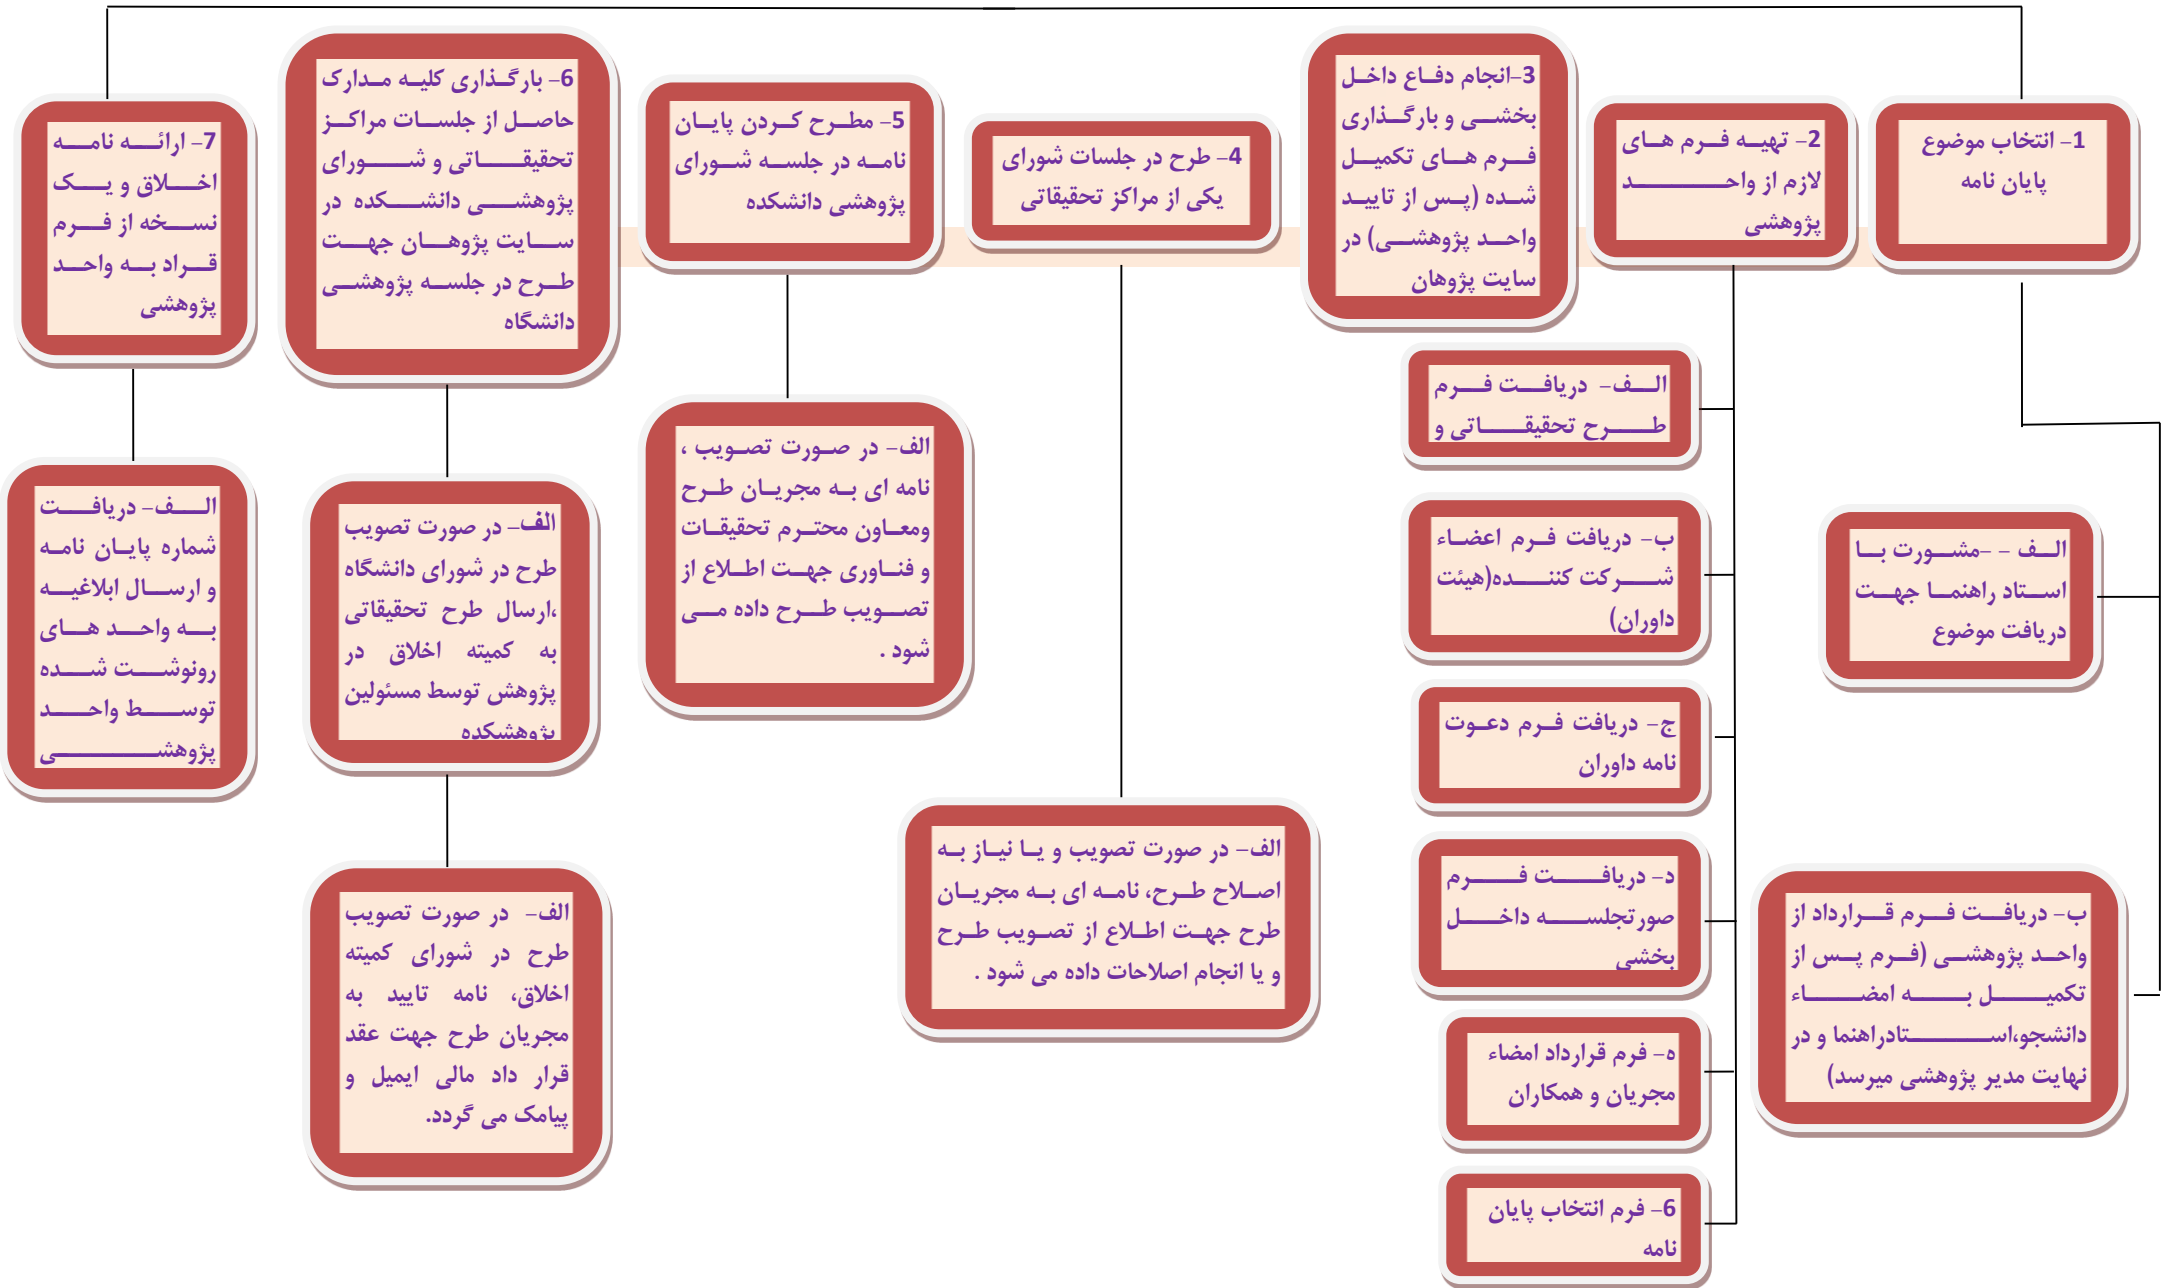 1- انتخاب موضوع
پایان نامه
الف - -مشورت با
استاد راهنما جهت
دریافت موضوع
ب- دریافت فرم قرارداد از
واحد پژوهشی (فرم پس از
تکمیل به امضاء
دانشجو،استادراهنما و در
نهایت مدیر پژوهشی میرسد)
2- تهیه فرم های
لازم از واحد
پژوهشی
الف- دریافت فرم
طرح تحقیقاتی و
ب- دریافت فرم اعضاء
شرکت کننده(هیئت
داوران)
ج- دریافت فرم دعوت
نامه داوران
د- دریافت فرم
صورتجلسه داخل
بخشی
ه- فرم قرارداد امضاء
مجریان و همکاران
6- فرم انتخاب پایان
نامه
3-انجام دفاع داخل
بخشی و بارگذاری
فرم های تکمیل
شده (پس از تایید
واحد پژوهشی) در
سایت پژوهان
4- طرح در جلسات شورای
یکی از مراکز تحقیقاتی
الف- در صورت تصویب و یا نیاز به
اصلاح طرح، نامه ای به مجریان
طرح جهت اطلاع از تصویب طرح
و یا انجام اصلاحات داده می شود .
5- مطرح کردن پایان
نامه در جلسه شورای
پژوهشی دانشکده
الف- در صورت تصویب ،
نامه ای به مجریان طرح
ومعاون محترم تحقیقات
و فناوری جهت اطلاع از
تصویب طرح داده می
شود .
6- بارگذاری کلیه مدارک
حاصل از جلسات مراکز
تحقیقاتی و شورای
پژوهشی دانشکده در
سایت پژوهان جهت
طرح در جلسه پژوهشی
دانشگاه
الف- در صورت تصویب
طرح در شورای دانشگاه
،ارسال طرح تحقیقاتی
به کمیته اخلاق در
پژوهش توسط مسئولین
پژوهشکده
الف- در صورت تصویب
طرح در شورای کمیته
اخلاق، نامه تایید به
مجریان طرح جهت عقد
قرار داد مالی ایمیل و
پیامک می گردد.
7- ارائه نامه
اخلاق و یک
نسخه از فرم
قراد به واحد
پژوهشی
الف- دریافت
شماره پایان نامه
و ارسال ابلاغیه
به واحد های
رونوشت شده
توسط واحد
پژوهشی